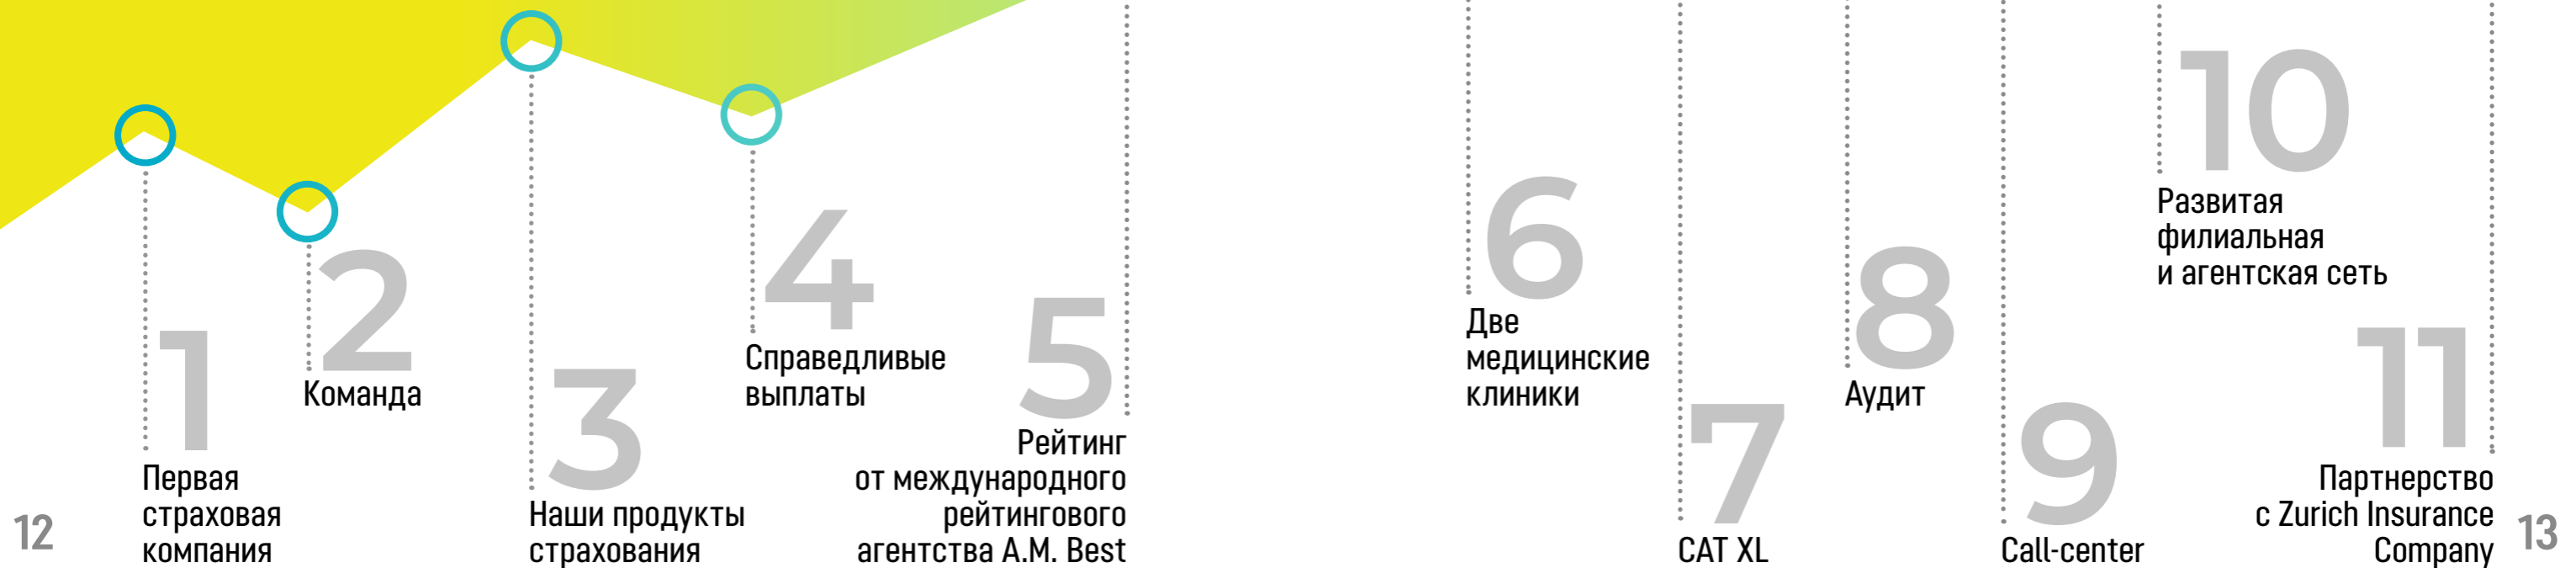 1
Первая
страховая
компания
2
Команда
3
Наши продукты
страхования
4
Справедливые
выплаты
5
Рейтинг
от международного
рейтингового
агентства A.M. Best
6
Две
медицинские
клиники
7
CAT XL
8
Аудит
9
Call-center
10
Развитая
филиальная
и агентская сеть
11
Партнерство
с Zurich Insurance
Company
12
13